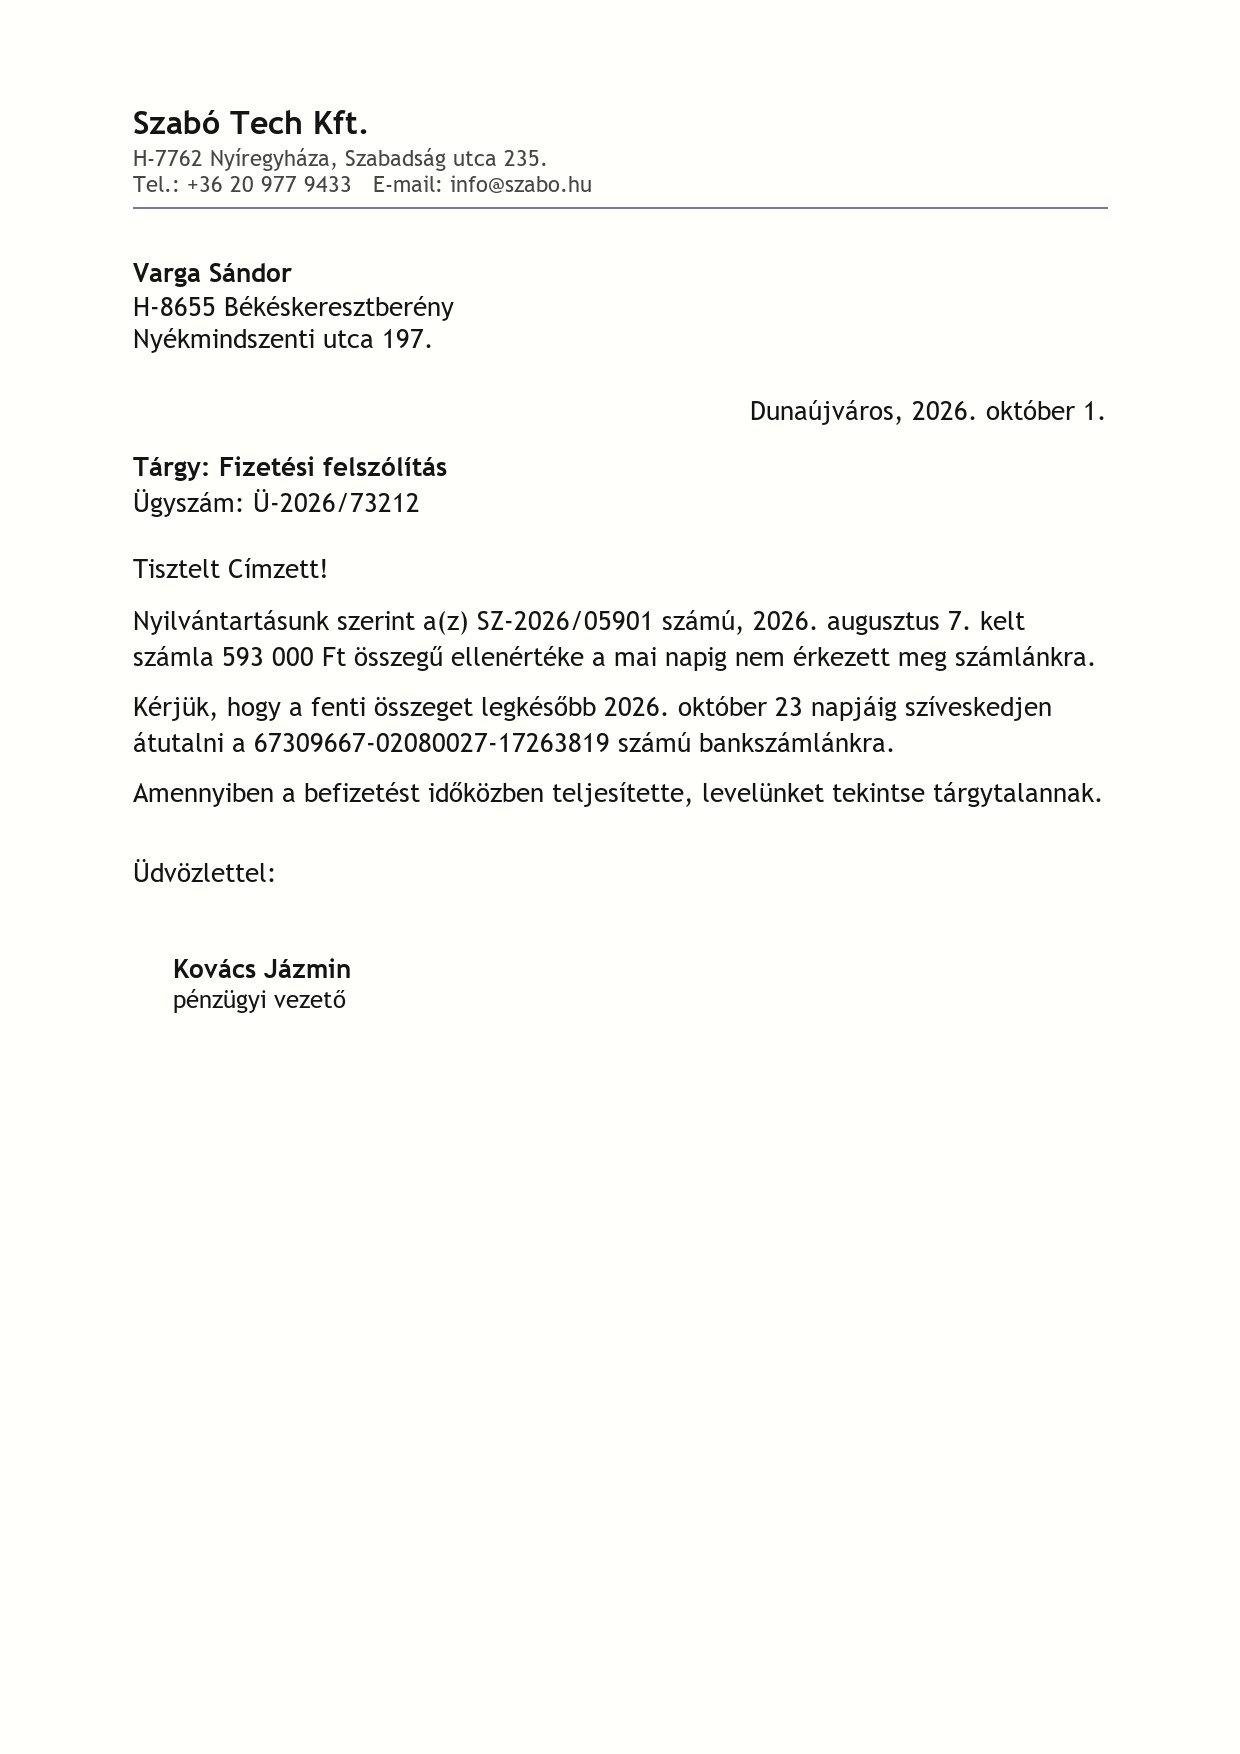 Szabó Tech Kft.
H-7762 Nyíregyháza, Szabadság utca 235.
Tel.: +36 20 977 9433 E-mail: info@szabo.hu
Varga Sándor
H-8655 Békéskeresztberény
Nyékmindszenti utca 197.
Dunaújváros, 2026. október 1.
Tárgy: Fizetési felszólítás
Ügyszám: Ü-2026/73212
Tisztelt Címzett!
Nyilvántartásunk szerint a(z) SZ-2026/05901 számú, 2026. augusztus 7. kelt
számla 593 000 Ft összegű ellenértéke a mai napig nem érkezett meg számlánkra.
Kérjük, hogy a fenti összeget legkésőbb 2026. október 23 napjáig szíveskedjen
átutalni a 67309667-02080027-17263819 számú bankszámlánkra.
Amennyiben a befizetést időközben teljesítette, levelünket tekintse tárgytalannak.
Üdvözlettel:
Kovács Jázmin
pénzügyi vezető